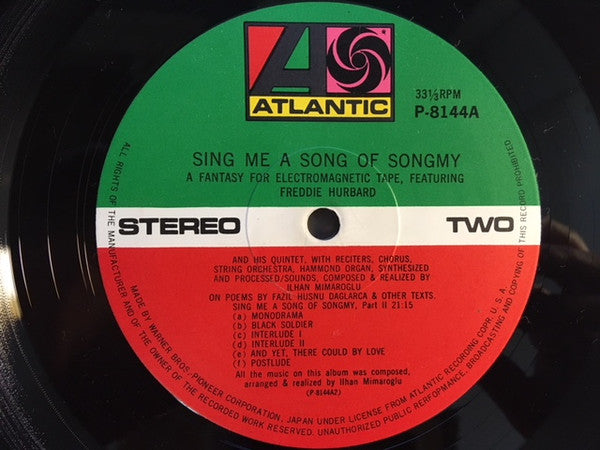 ATLANTIC
33⅓RPM
P-8144A
SING ME A SONG OF SONGMY
A FANTASY FOR ELECTROMAGNETIC TAPE, FEATURING
FREDDIE HURBARD
STEREO
TWO
AND HIS QUINTET, WITH RECITERS, CHORUS,
STRING ORCHESTRA, HAMMOND ORGAN, SYNTHESIZED
AND PROCESSED/SOUNDS, COMPOSED & REALIZED BY
ILHAN MIMAROGLU
ON POEMS BY FAZIL HUSNU DAGLARCA & OTHER TEXTS.
SING ME A SONG OF SONGMY, Part II 21:15
(a) MONODRAMA
(b) BLACK SOLDIER
(c) INTERLUDE I
(d) INTERLUDE II
(e) AND YET, THERE COULD BY LOVE
(f) POSTLUDE
All the music on this album was composed,
arranged & realized by Ilhan Mimaroglu
(P-8144A2)
ALL RIGHTS OF THE MANUFACTURER AND OF THE OWNER OF THE RECORDED WORK RESERVED. UNAUTHORIZED PUBLIC PERFOPMANCE, BROADCASTING AND COPYING OF THIS RECORD PROHIBITED
MADE BY WARNER BROS-PIONEER CORPORATION, JAPAN UNDER LICENSE FROM ATLANTIC RECORDING COPR. U.S.A.